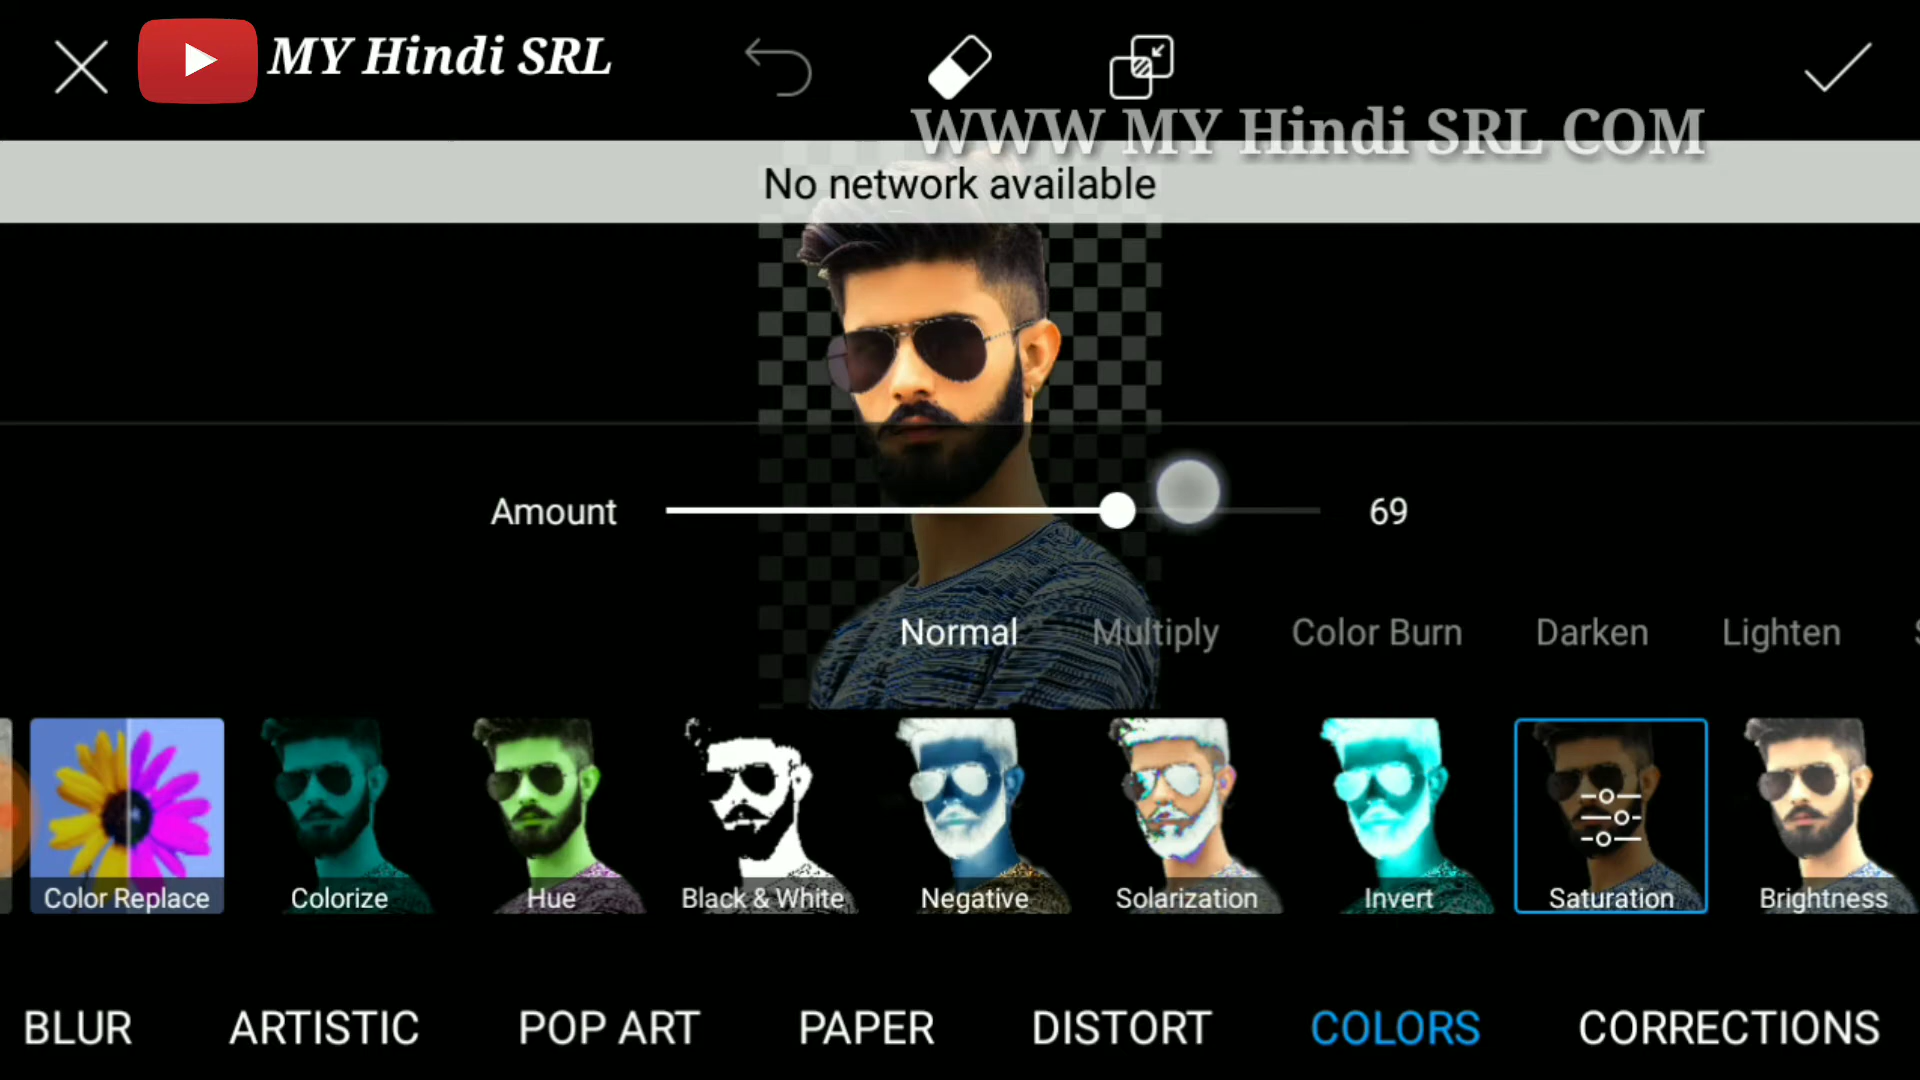 MY Hindi SRL
WWW MY Hindi SRL COM
No network available
Amount 69
Normal Multiply Color Burn Darken Lighten
Color Replace Colorize Hue Black & White Negative Solarization Invert Saturation Brightness
BLUR ARTISTIC POP ART PAPER DISTORT COLORS CORRECTIONS